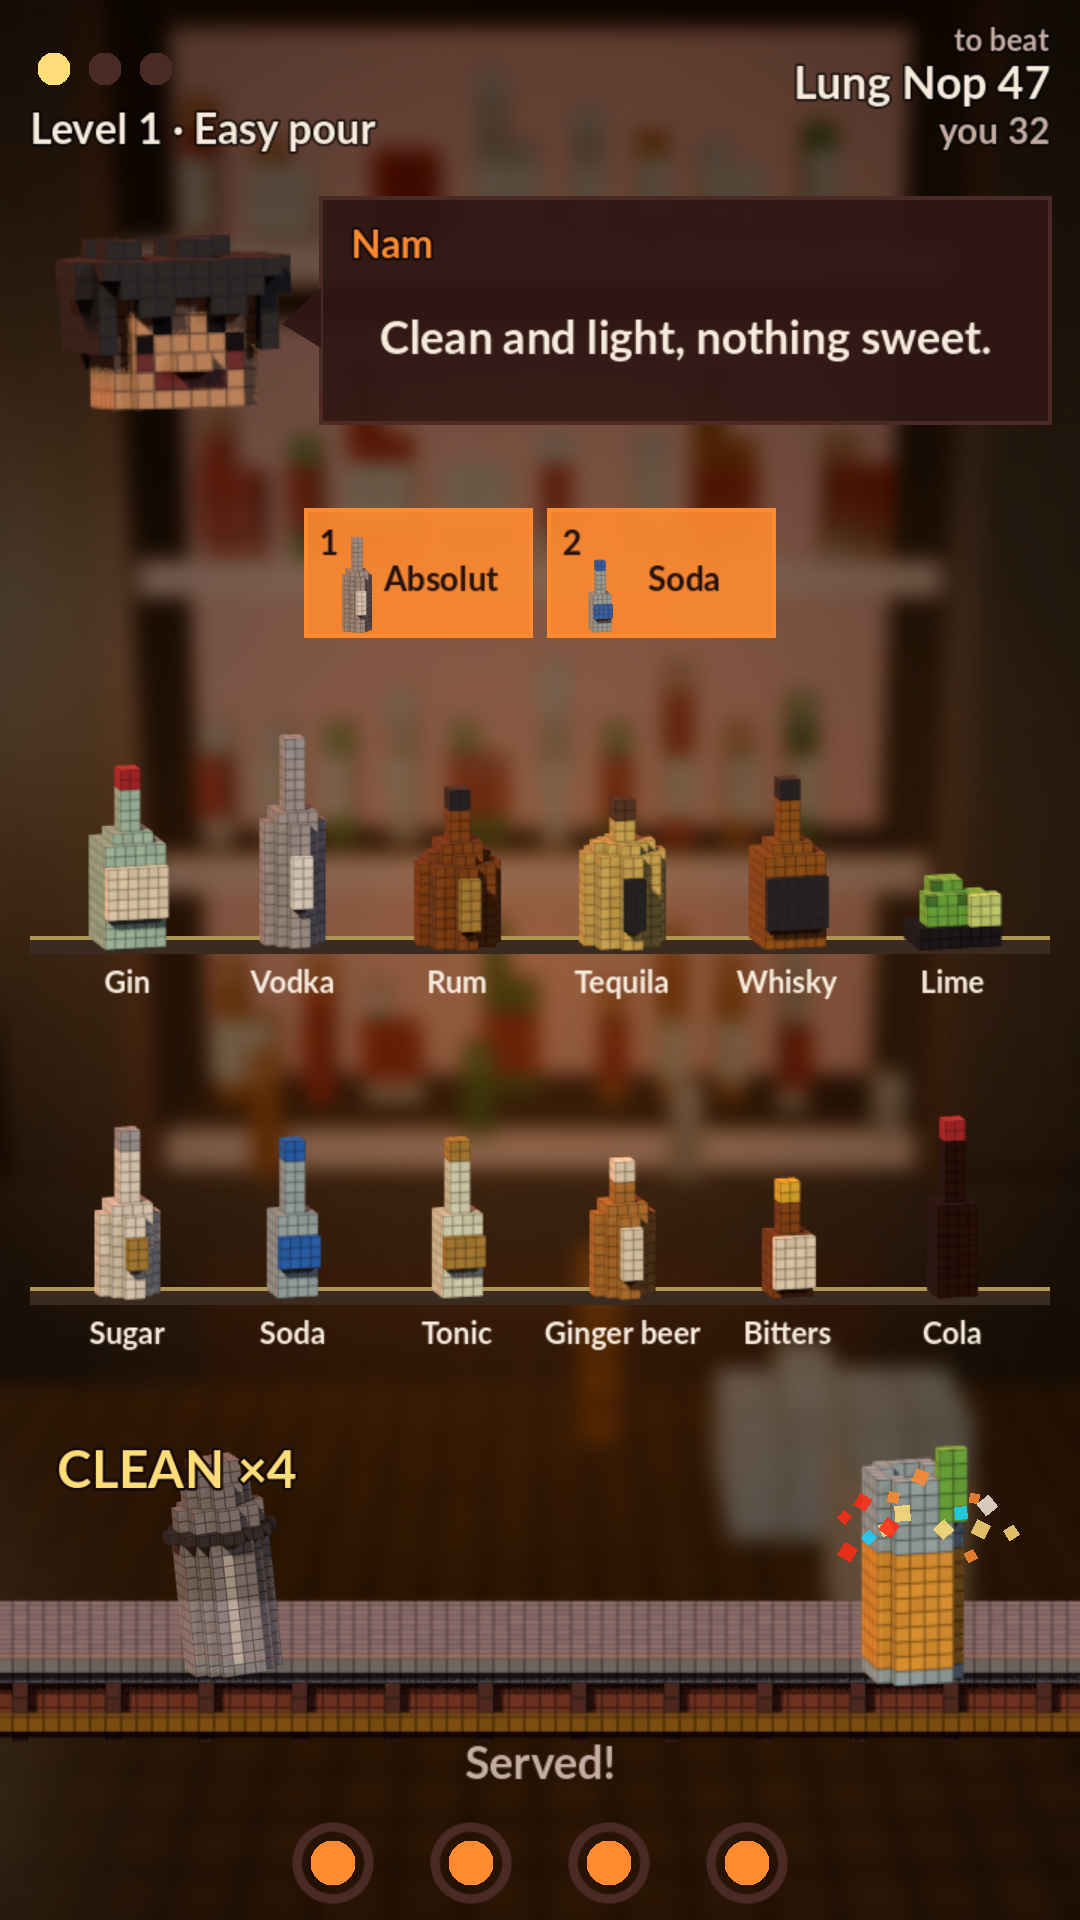 to beat
Lung Nop 47
you 32
Level 1 · Easy pour
Nam
Clean and light, nothing sweet.
1 Absolut
2 Soda
Gin Vodka Rum Tequila Whisky Lime
Sugar Soda Tonic Ginger beer Bitters Cola
CLEAN ×4
Served!